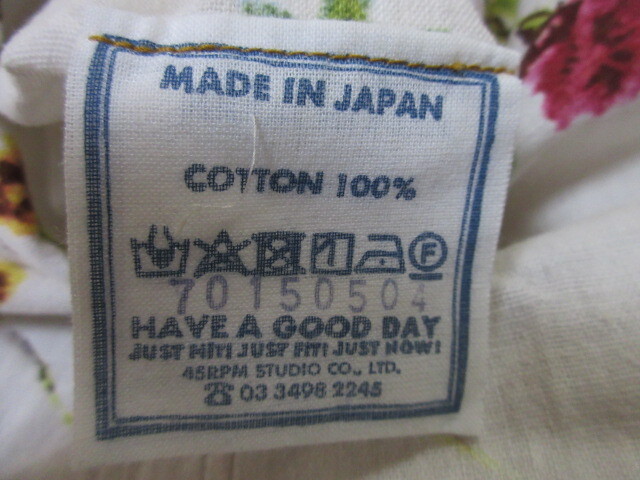 MADE IN JAPAN
COTTON 100%
F
70150504
HAVE A GOOD DAY
JUST HIT! JUST FIT! JUST NOW!
45RPM STUDIO CO., LTD.
☎ 03 3498 2245